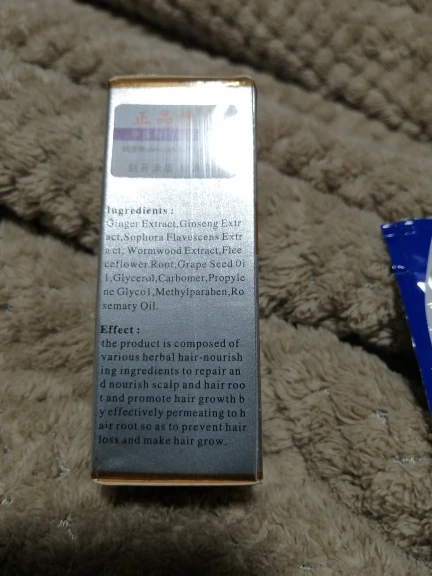 正品
Ingredients :
Ginger Extract,Ginseng Extr
act,Sophora Flavescens Extr
a ct, Wormwood Extract,Flee
ceflower Root,Grape Seed Oi
l,Glycerol,Carbomer,Propyle
ne Glycol,Methylparaben,Ro
semary Oil.
Effect :
the product is composed of
various herbal hair-nourish
ing ingredients to repair an
d nourish scalp and hair roo
t and promote hair growth b
y effectively permeating to h
air root so as to prevent hair
loss and make hair grow.